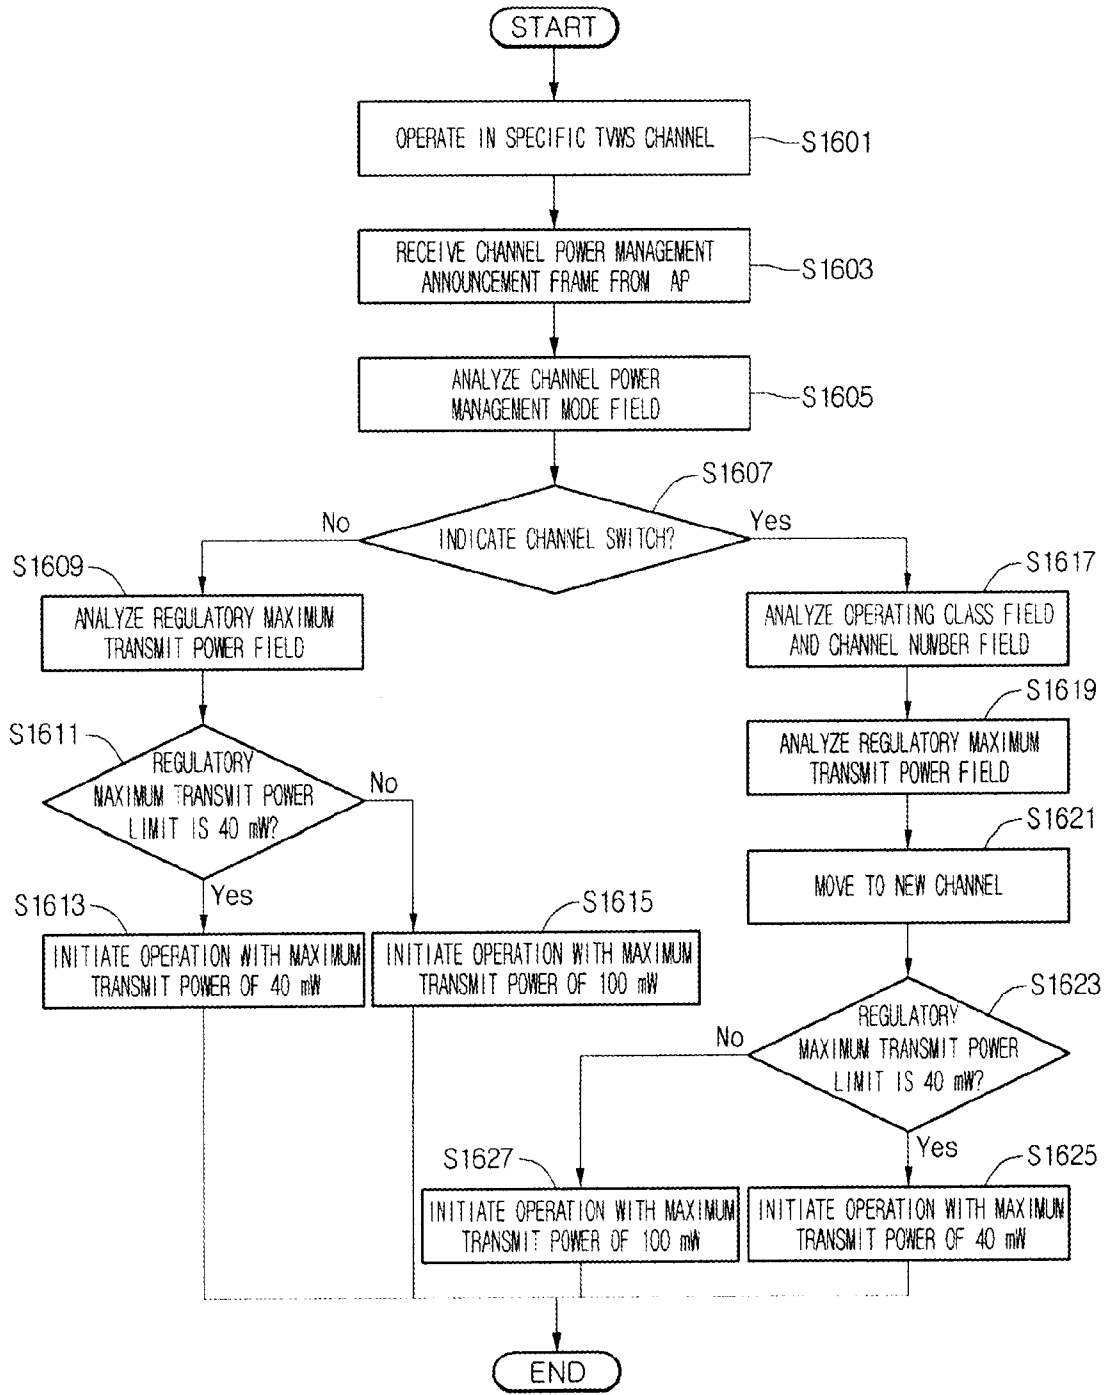 START
OPERATE IN SPECIFIC TVWS CHANNEL
S1601
RECEIVE CHANNEL POWER MANAGEMENT
ANNOUNCEMENT FRAME FROM AP
S1603
ANALYZE CHANNEL POWER
MANAGEMENT MODE FIELD
S1605
S1607
INDICATE CHANNEL SWITCH?
No
Yes
S1609
ANALYZE REGULATORY MAXIMUM
TRANSMIT POWER FIELD
S1611
REGULATORY
MAXIMUM TRANSMIT POWER
LIMIT IS 40 mW?
No
Yes
S1613
INITIATE OPERATION WITH MAXIMUM
TRANSMIT POWER OF 40 mW
S1615
INITIATE OPERATION WITH MAXIMUM
TRANSMIT POWER OF 100 mW
S1617
ANALYZE OPERATING CLASS FIELD
AND CHANNEL NUMBER FIELD
S1619
ANALYZE REGULATORY MAXIMUM
TRANSMIT POWER FIELD
S1621
MOVE TO NEW CHANNEL
S1623
REGULATORY
MAXIMUM TRANSMIT POWER
LIMIT IS 40 mW?
No
Yes
S1627
INITIATE OPERATION WITH MAXIMUM
TRANSMIT POWER OF 100 mW
S1625
INITIATE OPERATION WITH MAXIMUM
TRANSMIT POWER OF 40 mW
END